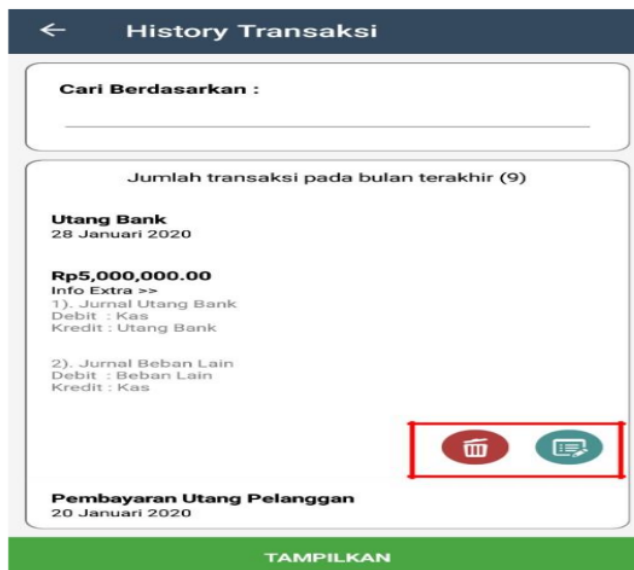 History Transaksi
Cari Berdasarkan :
Jumlah transaksi pada bulan terakhir (9)
Utang Bank
28 Januari 2020
Rp5,000,000.00
Info Extra >>
1). Jurnal Utang Bank
Debit : Kas
Kredit : Utang Bank
2). Jurnal Beban Lain
Debit : Beban Lain
Kredit : Kas
Pembayaran Utang Pelanggan
20 Januari 2020
TAMPILKAN